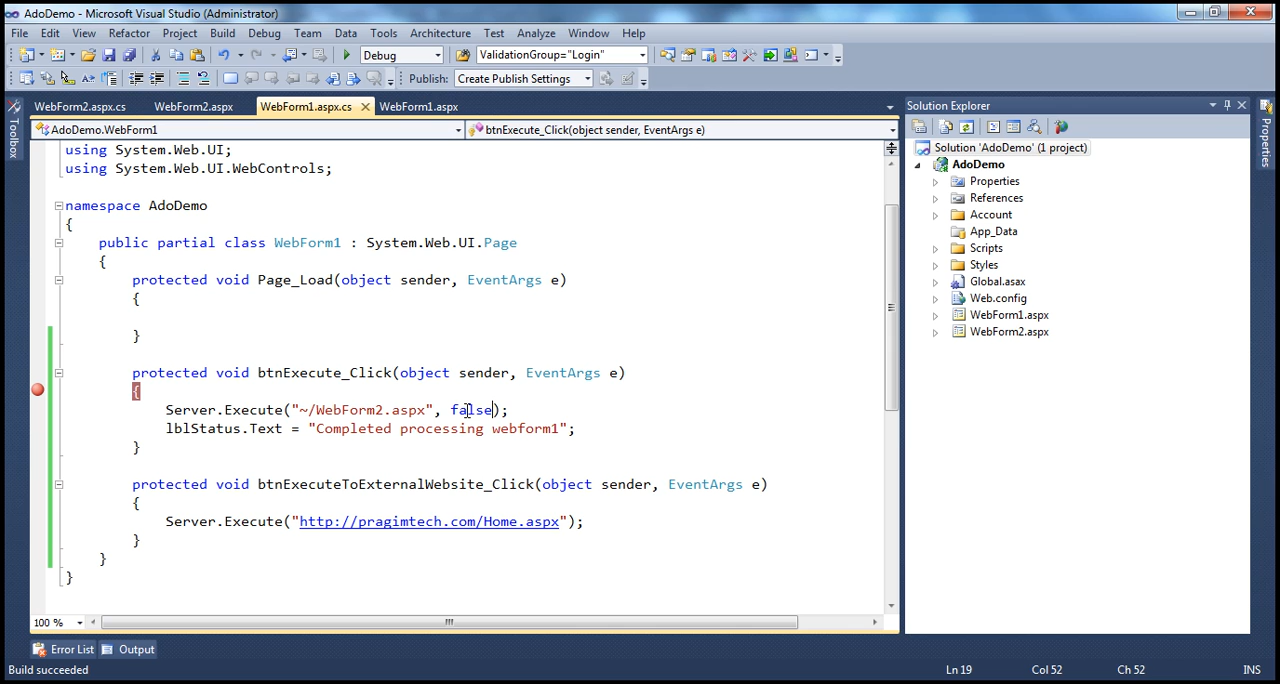 AdoDemo - Microsoft Visual Studio (Administrator)
File Edit View Refactor Project Build Debug Team Data Tools Architecture Test Analyze Window Help
Debug ValidationGroup="Login"
Publish: Create Publish Settings
WebForm2.aspx.cs WebForm2.aspx WebForm1.aspx.cs WebForm1.aspx
AdoDemo.WebForm1 btnExecute_Click(object sender, EventArgs e)
using System.Web.UI;
using System.Web.UI.WebControls;
namespace AdoDemo
{
public partial class WebForm1 : System.Web.UI.Page
{
protected void Page_Load(object sender, EventArgs e)
{
}
protected void btnExecute_Click(object sender, EventArgs e)
{
Server.Execute("~/WebForm2.aspx", false);
lblStatus.Text = "Completed processing webform1";
}
protected void btnExecuteToExternalWebsite_Click(object sender, EventArgs e)
{
Server.Execute("http://pragimtech.com/Home.aspx");
}
}
}
100 %
Toolbox
Solution Explorer
Solution 'AdoDemo' (1 project)
AdoDemo
Properties
References
Account
App_Data
Scripts
Styles
Global.asax
Web.config
WebForm1.aspx
WebForm2.aspx
Properties
Error List Output
Build succeeded Ln 19 Col 52 Ch 52 INS